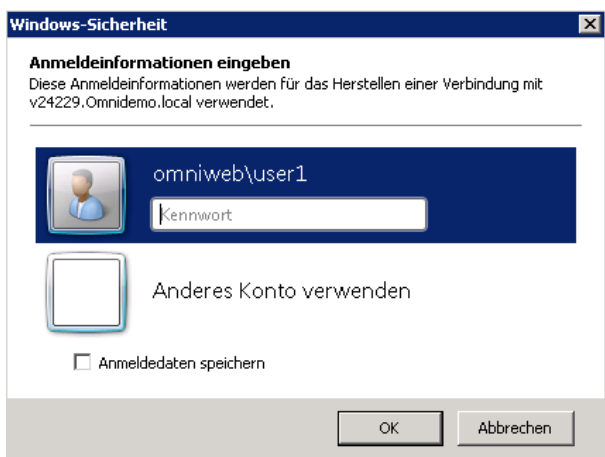 Windows-Sicherheit
Anmeldeinformationen eingeben
Diese Anmeldeinformationen werden für das Herstellen einer Verbindung mit
v24229.Omnidemo.local verwendet.
omniweb\user1
Kennwort
Anderes Konto verwenden
Anmeldedaten speichern
OK
Abbrechen